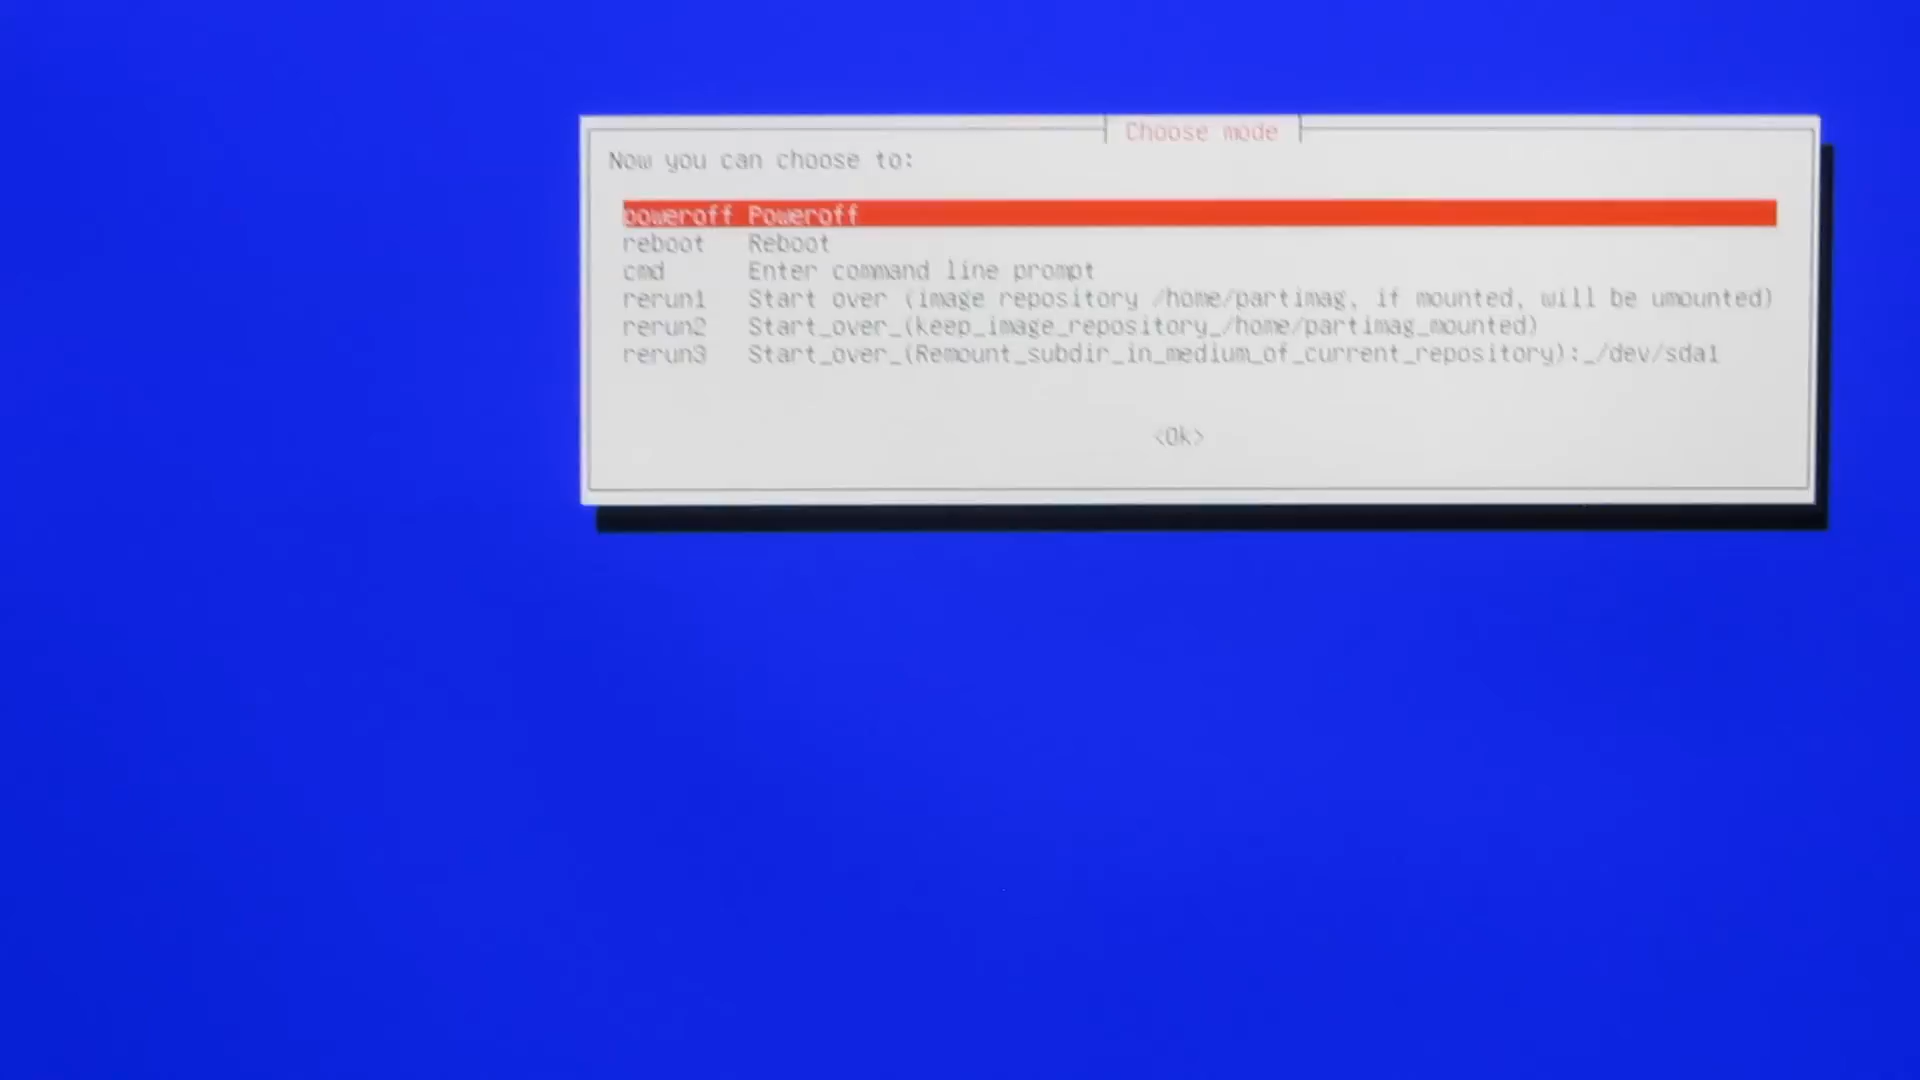 Choose mode
Now you can choose to:
poweroff Poweroff
reboot Reboot
cmd Enter command line prompt
rerun1 Start over (image repository /home/partimag, if mounted, will be umounted)
rerun2 Start_over_(keep_image_repository_/home/partimag_mounted)
rerun3 Start_over_(Remount_subdir_in_medium_of_current_repository):_/dev/sda1
<Ok>